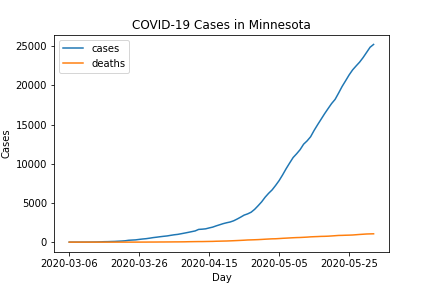 COVID-19 Cases in Minnesota
cases
deaths
25000
20000
15000
10000
5000
0
Cases
2020-03-06 2020-03-26 2020-04-15 2020-05-05 2020-05-25
Day